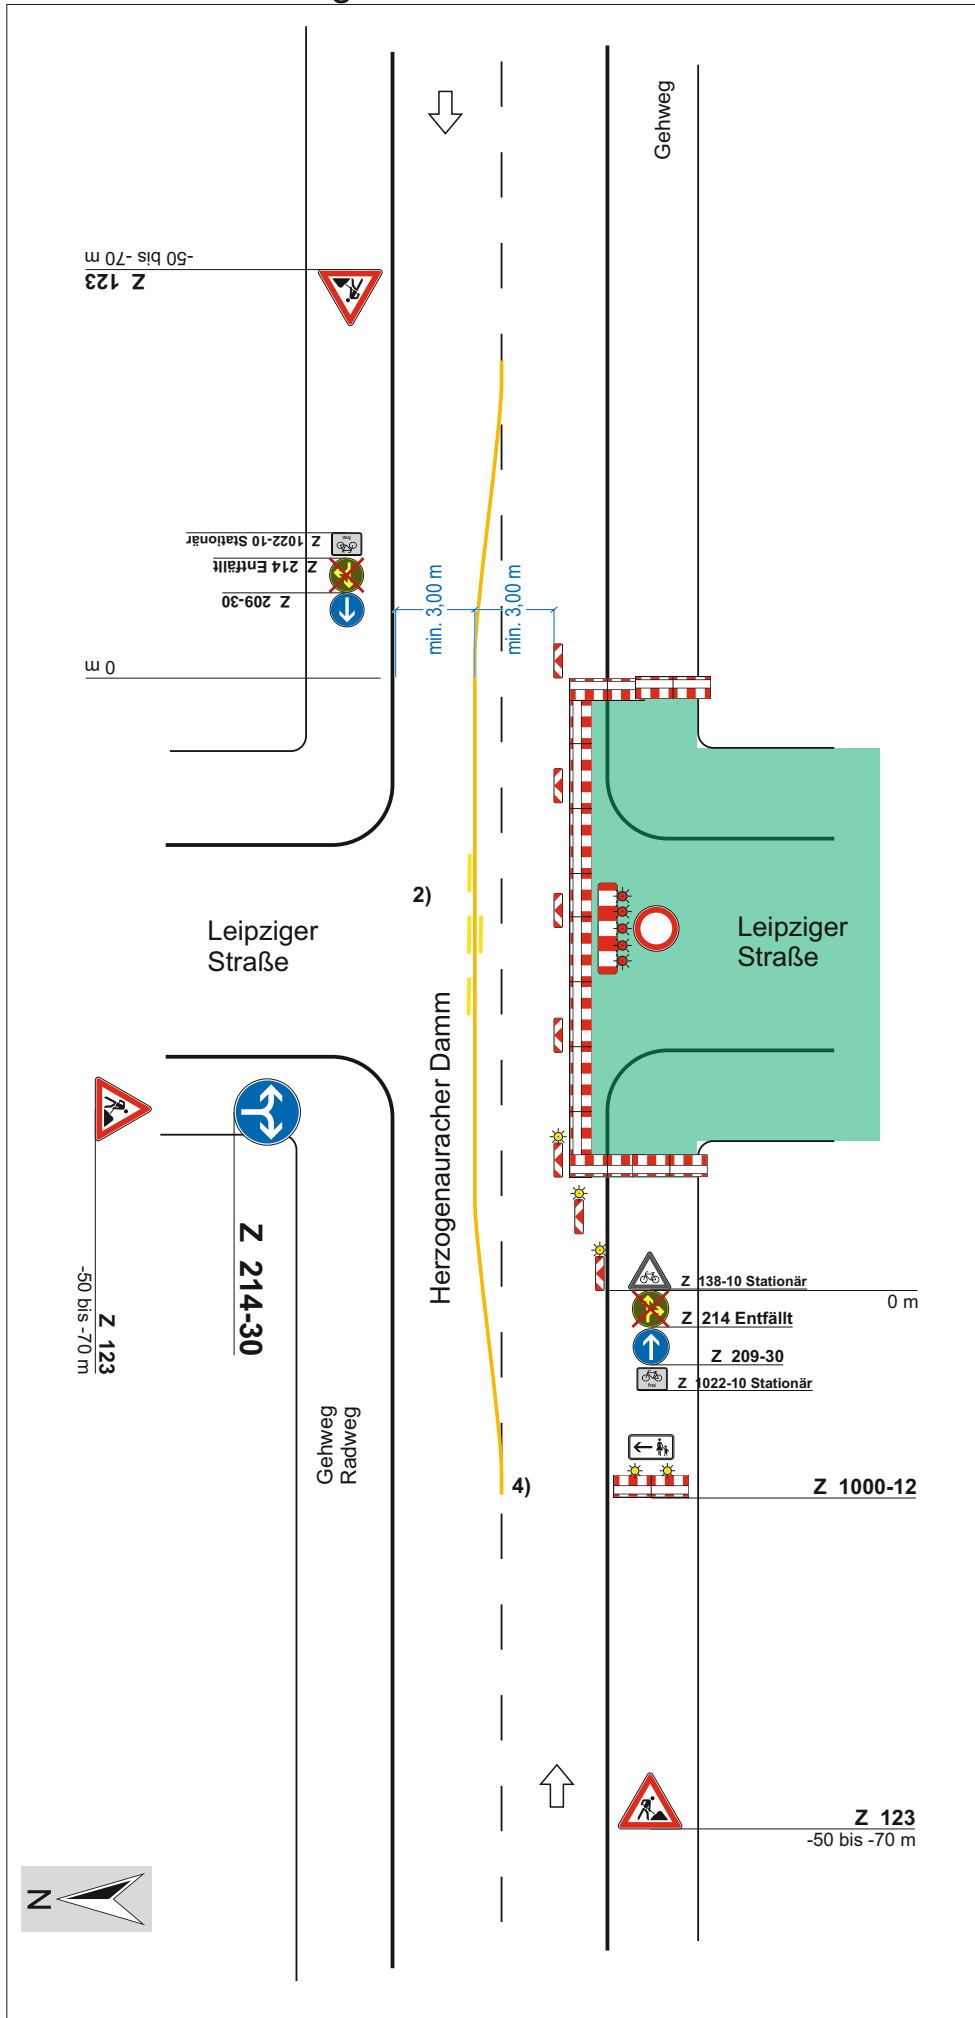 Gehweg
Z 123
-50 bis -70 m
Z 1022-10 Stationär
frei
Z 214 Entfällt
Z 209-30
min. 3,00 m
min. 3,00 m
0 m
2)
Leipziger
Straße
Leipziger
Straße
Herzogenauracher Damm
Z 214-30
Z 123
-50 bis -70 m
Z 138-10 Stationär
0 m
Z 214 Entfällt
Z 209-30
Z 1022-10 Stationär
frei
Gehweg
Radweg
4)
Z 1000-12
Z 123
-50 bis -70 m
N